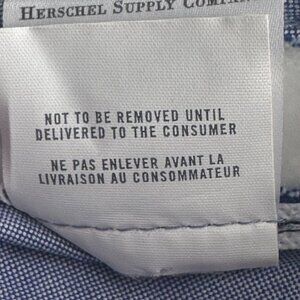 HERSCHEL SUPPLY COMPAN
NOT TO BE REMOVED UNTIL
DELIVERED TO THE CONSUMER
NE PAS ENLEVER AVANT LA
LIVRAISON AU CONSOMMATEUR